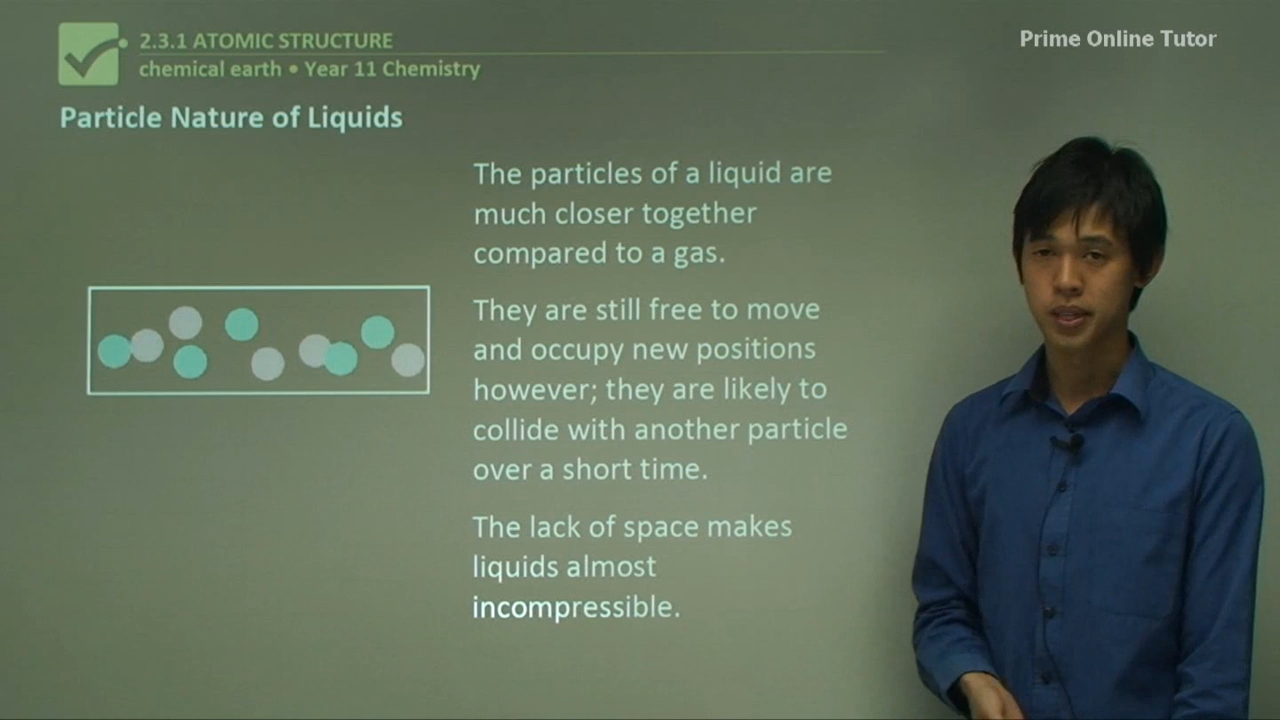 2.3.1 ATOMIC STRUCTURE
chemical earth • Year 11 Chemistry
Prime Online Tutor
Particle Nature of Liquids
The particles of a liquid are
much closer together
compared to a gas.
They are still free to move
and occupy new positions
however; they are likely to
collide with another particle
over a short time.
The lack of space makes
liquids almost
incompressible.